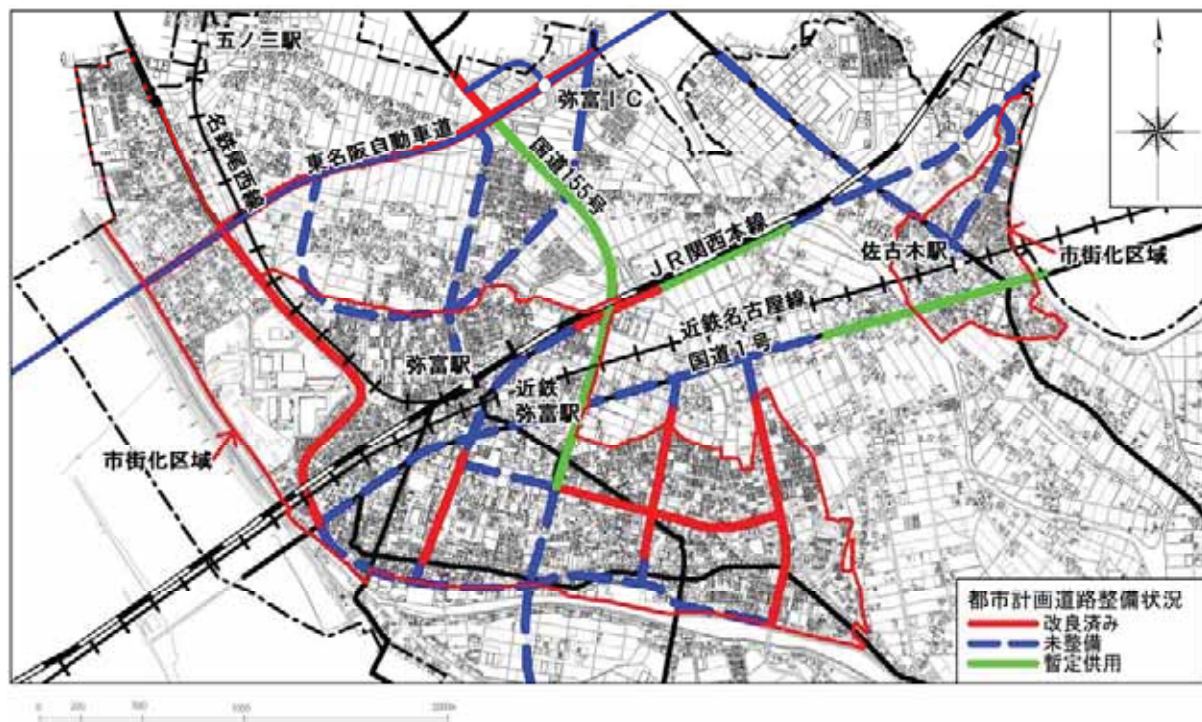 五ノ三駅
弥富IC
名鉄尾西線
東名阪自動車道
国道155号
JR関西本線
佐古木駅
市街化区域
近鉄名古屋線
国道1号
弥富駅
近鉄
弥富駅
市街化区域
都市計画道路整備状況
改良済み
未整備
暫定供用
0 200 500 1000 2000m